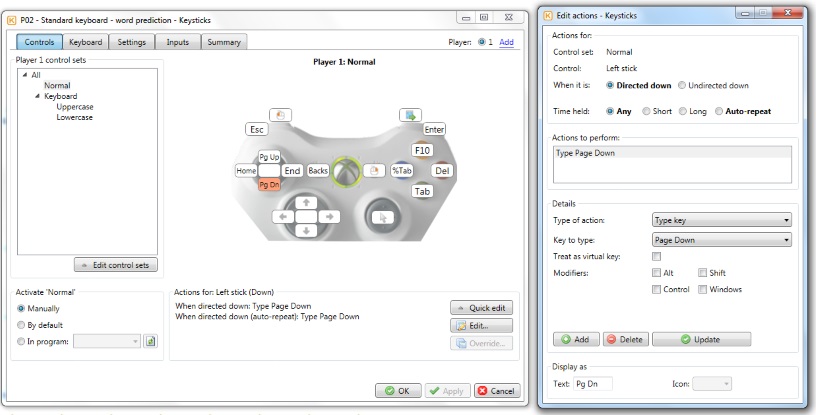 P02 - Standard keyboard - word prediction - Keysticks
Controls Keyboard Settings Inputs Summary
Player: 1 Add
Player 1 control sets
All
Normal
Keyboard
Uppercase
Lowercase
Edit control sets
Player 1: Normal
Esc Enter
Pg Up F10
Home End Backs %Tab Del
Pg Dn Tab
Activate 'Normal'
Manually
By default
In program:
Actions for: Left stick (Down)
When directed down: Type Page Down
When directed down (auto-repeat): Type Page Down
Quick edit
Edit...
Override...
OK Apply Cancel
Edit actions - Keysticks
Actions for:
Control set: Normal
Control: Left stick
When it is: Directed down Undirected down
Time held: Any Short Long Auto-repeat
Actions to perform:
Type Page Down
Details
Type of action: Type key
Key to type: Page Down
Treat as virtual key:
Modifiers: Alt Shift
Control Windows
Add Delete Update
Display as
Text: Pg Dn Icon: